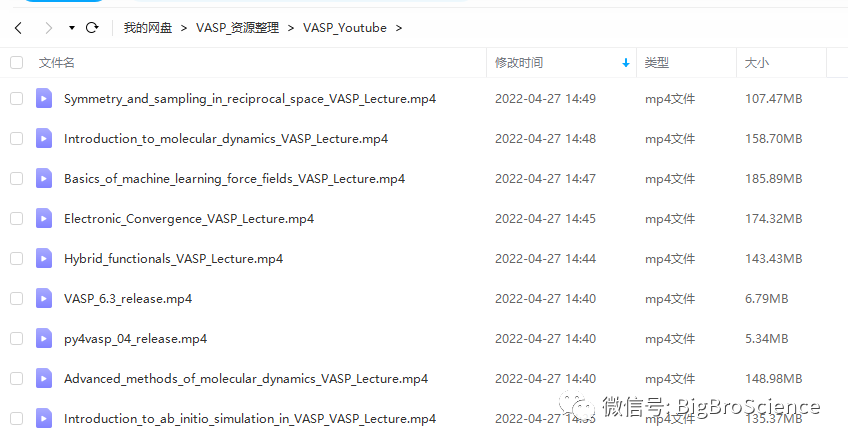 我的网盘 > VASP_资源整理 > VASP_Youtube >
文件名 修改时间 类型 大小
Symmetry_and_sampling_in_reciprocal_space_VASP_Lecture.mp4 2022-04-27 14:49 mp4文件 107.47MB
Introduction_to_molecular_dynamics_VASP_Lecture.mp4 2022-04-27 14:48 mp4文件 158.70MB
Basics_of_machine_learning_force_fields_VASP_Lecture.mp4 2022-04-27 14:47 mp4文件 185.89MB
Electronic_Convergence_VASP_Lecture.mp4 2022-04-27 14:45 mp4文件 174.32MB
Hybrid_functionals_VASP_Lecture.mp4 2022-04-27 14:44 mp4文件 143.43MB
VASP_6.3_release.mp4 2022-04-27 14:40 mp4文件 6.79MB
py4vasp_04_release.mp4 2022-04-27 14:40 mp4文件 5.34MB
Advanced_methods_of_molecular_dynamics_VASP_Lecture.mp4 2022-04-27 14:40 mp4文件 148.98MB
Introduction_to_ab_initio_simulation_in_VASP_VASP_Lecture.mp4 2022-04-27 135.37MB
微信号: BigBroScience